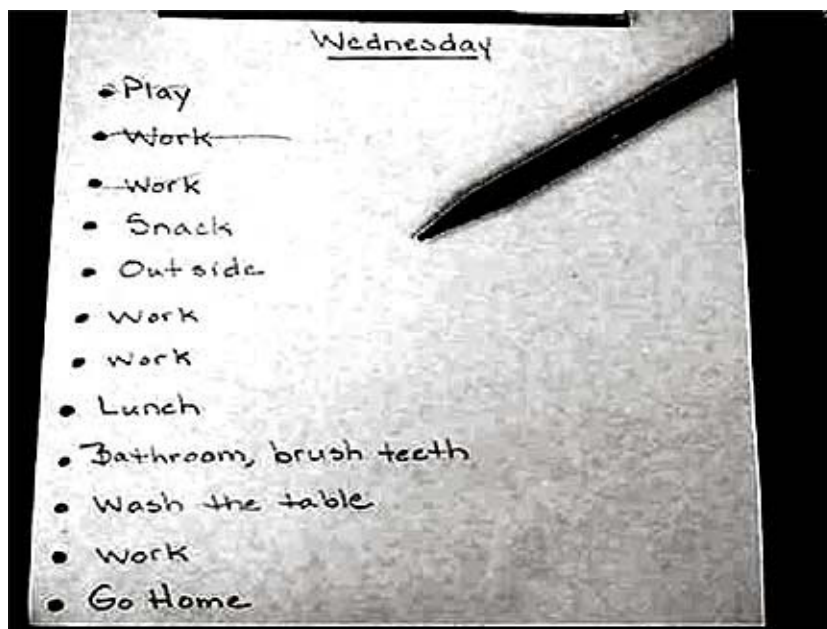 Wednesday
• Play
• Work
• Work
• Snack
• Outside
• Work
• Work
• Lunch
• Bathroom, brush teeth
• Wash the table
• Work
• Go Home